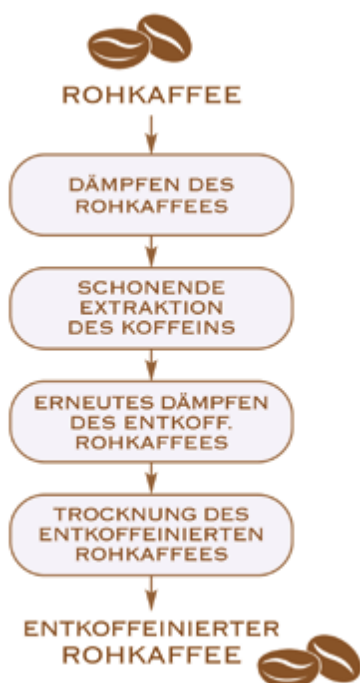 ROHKAFFEE
DÄMPFEN DES
ROHKAFFEES
SCHONENDE
EXTRAKTION
DES KOFFEINS
ERNEUTES DÄMPFEN
DES ENTKOFF.
ROHKAFFEES
TROCKNUNG DES
ENTKOFFEINIERTEN
ROHKAFFEES
ENTKOFFEINIERTER
ROHKAFFEE